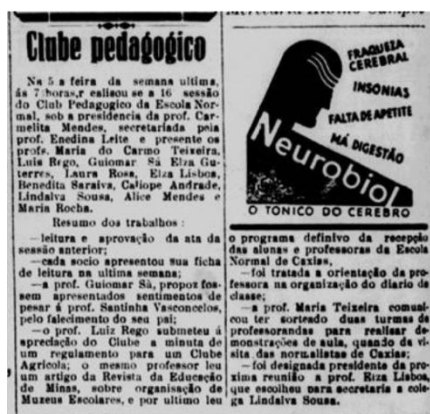 Clube pedagogico
Na 5 a feira da semana ultima,
ás 7 horas,r ealisou se a 16 sessão
do Club Pedagogico da Escola Nor-
mal, sob a presidencia da prof. Car-
melita Mendes, secretariada pela
prof. Enedina Leite e presente os
profs. Maria do Carmo Teixeira,
Luis Rego, Guiomar Sá Elza Gu-
terres, Laura Rosa, Elza Lisboa,
Benedita Saraiva, Caliope Andrade,
Lindalva Sousa, Alice Mendes e
Maria Rocha.
Resumo dos trabalhos:
—leitura e aprovação da ata da
sessão anterior;
—cada socio apresentou sua ficha
de leitura na ultima semana;
—a prof. Guiomar Sá, propoz fos-
sem apresentados sentimentos de
pesar á prof. Santinha Vasconcelos,
pelo falecimento do seu pai;
—o prof. Luiz Rego submeteu á
apreciação do Clube a minuta de
um regulamento para um Clube
Agricola; o mesmo professor leu
um artigo da Revista da Educação
de Minas, sobre organisação de
Muzeus Escolares, e por ultimo leu
FRAQUEZA
CEREBRAL
INSONIAS
FALTA DE APETITE
MÁ DIGESTÃO
Neurobiol
O TONICO DO CEREBRO
o programa definivo da recepção
das alunas e professoras da Escola
Normal de Caxias,
—foi tratada a orientação da pro-
fessora na organização do diario de
classe;
—a prof. Maria Teixeira comuni-
cou ter sorteado duas turmas de
professorandas para realisar de-
monstrações de aula, quando da vi-
sita das normalistas de Caxias;
—foi designada presidente da pro-
xima reunião a prof. Elza Lisboa,
que escolheu para secretaria a cole-
ga Lindalva Sousa.